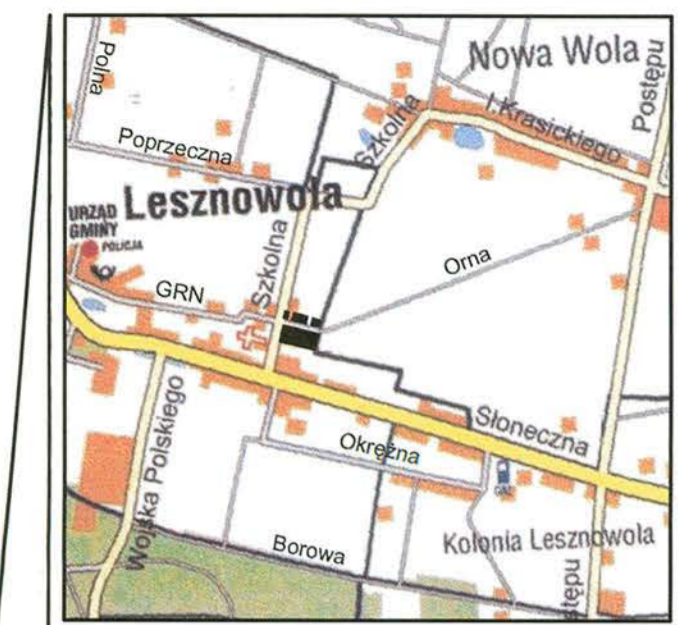 Polna
Nowa Wola
Postępu
Szkolna
I.Krasickiego
Poprzeczna
Lesznowola
URZĄD
GMINY
POLICJA
Szkolna
Orna
GRN
Słoneczna
Okrężna
Wojska Polskiego
GAZ
Kolonia Lesznowola
Borowa
stępu